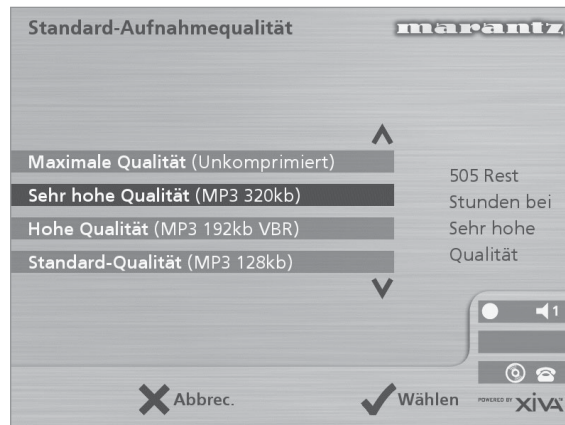 Standard-Aufnahmequalität
marantz
Maximale Qualität (Unkomprimiert)
Sehr hohe Qualität (MP3 320kb)
Hohe Qualität (MP3 192kb VBR)
Standard-Qualität (MP3 128kb)
505 Rest
Stunden bei
Sehr hohe
Qualität
1
Abbrec.
Wählen
POWERED BY XiVA™